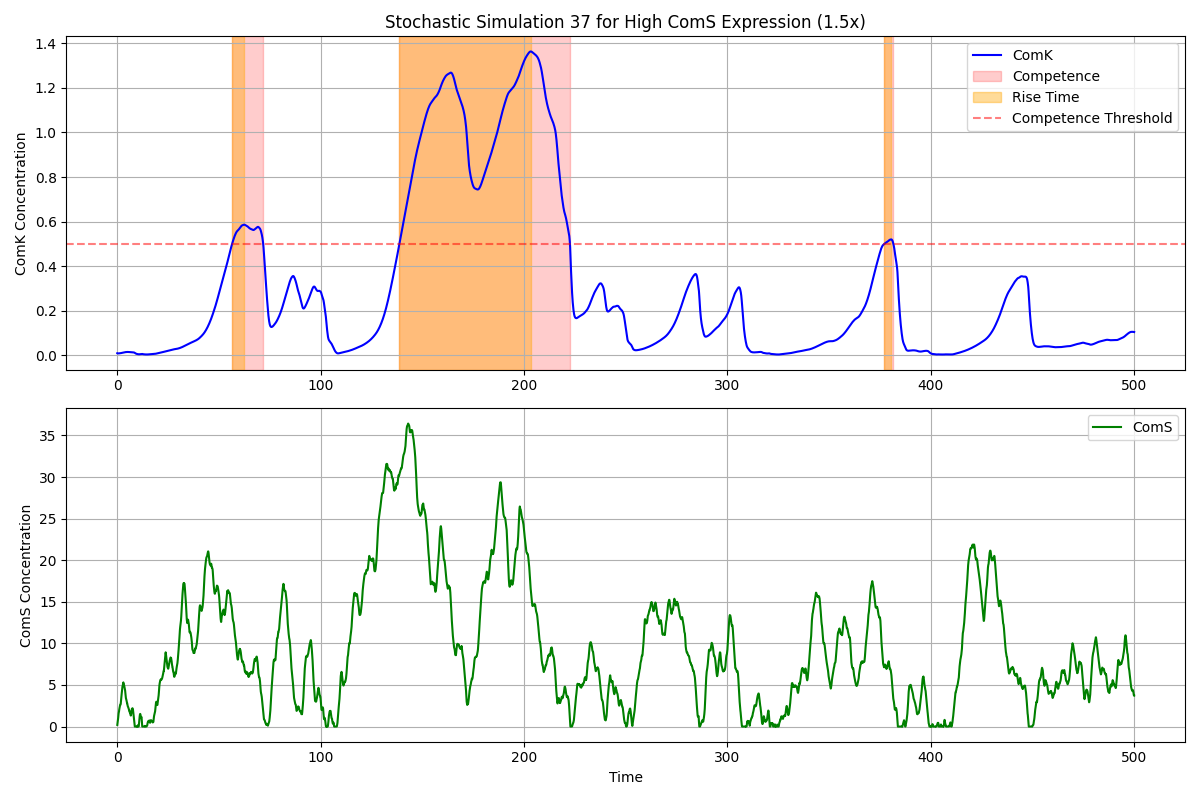 Stochastic Simulation 37 for High ComS Expression (1.5x)
ComK Concentration
1.4
1.2
1.0
0.8
0.6
0.4
0.2
0.0
ComK
Competence
Rise Time
Competence Threshold
0 100 200 300 400 500
ComS Concentration
35
30
25
20
15
10
5
0
ComS
0 100 200 300 400 500
Time